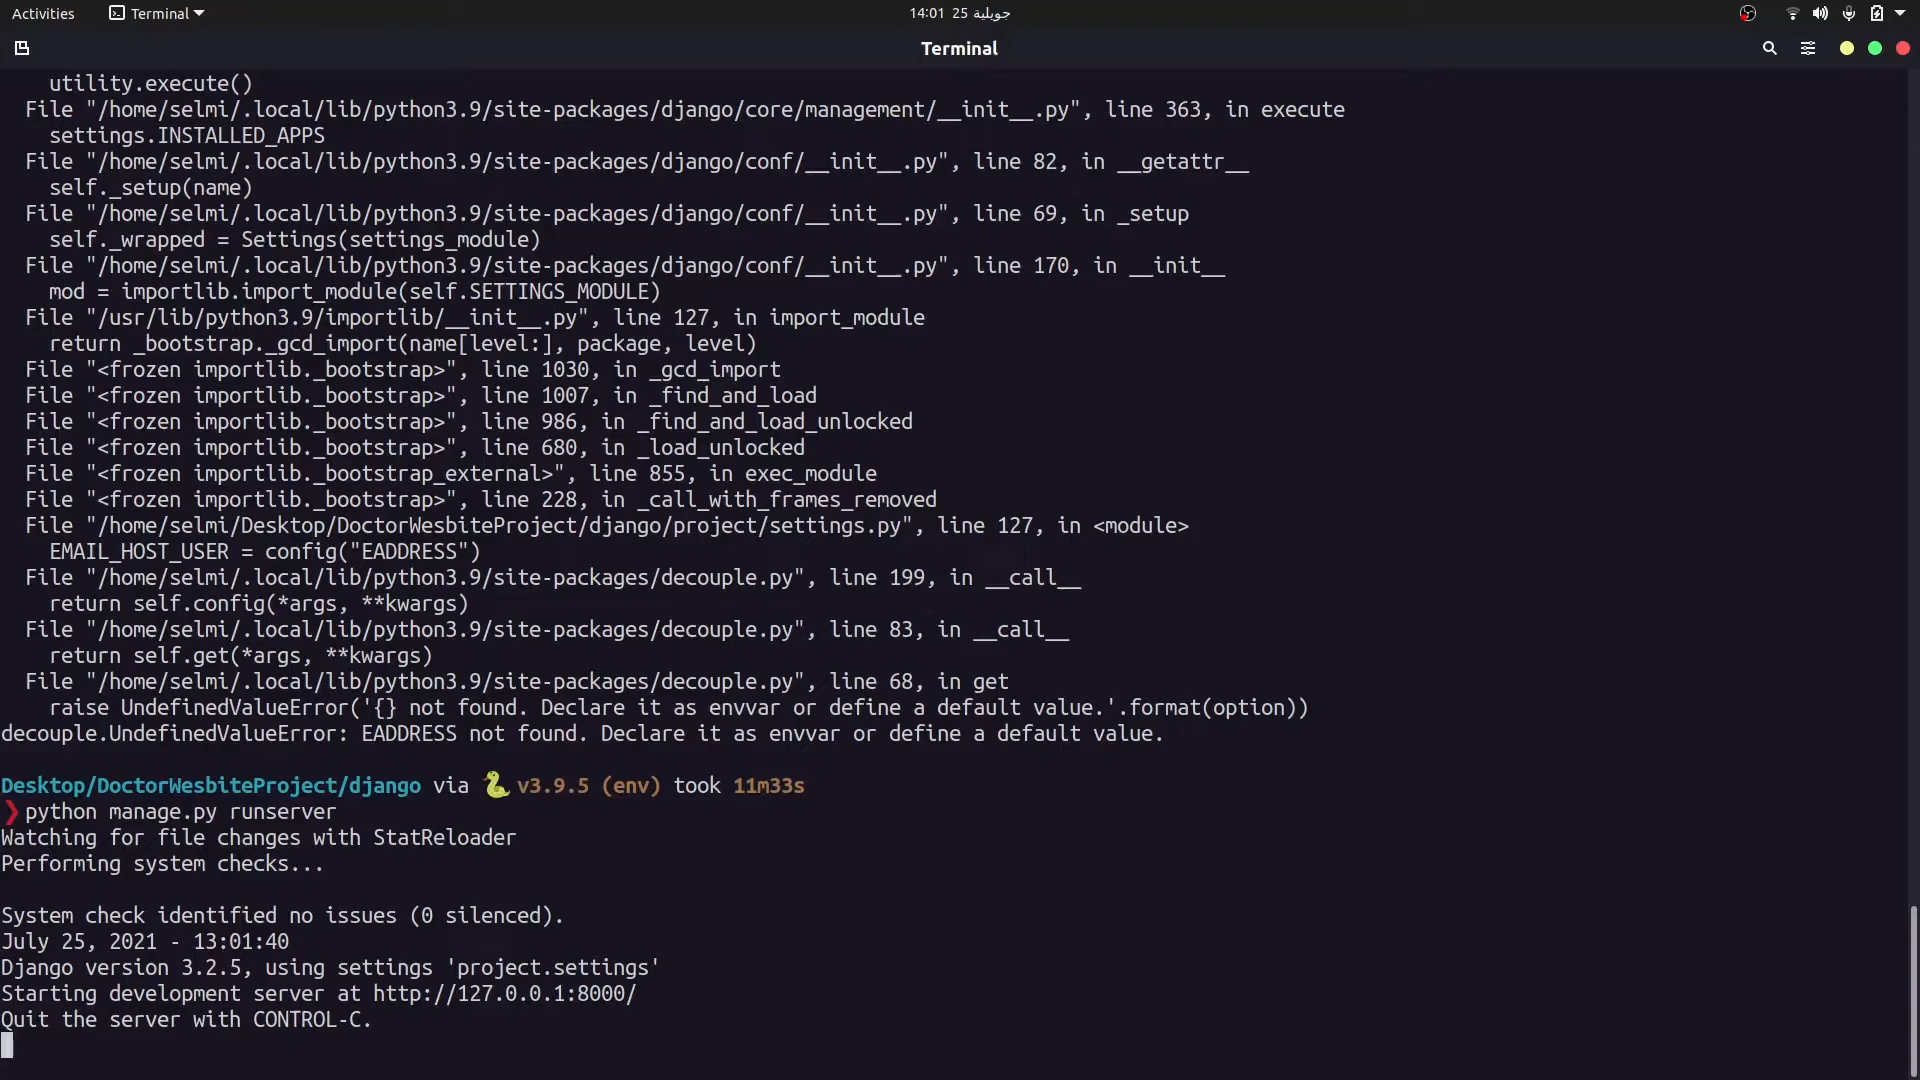 Activities Terminal 14:01 25 جويلية
Terminal
utility.execute()
File "/home/selmi/.local/lib/python3.9/site-packages/django/core/management/__init__.py", line 363, in execute
settings.INSTALLED_APPS
File "/home/selmi/.local/lib/python3.9/site-packages/django/conf/__init__.py", line 82, in __getattr__
self._setup(name)
File "/home/selmi/.local/lib/python3.9/site-packages/django/conf/__init__.py", line 69, in _setup
self._wrapped = Settings(settings_module)
File "/home/selmi/.local/lib/python3.9/site-packages/django/conf/__init__.py", line 170, in __init__
mod = importlib.import_module(self.SETTINGS_MODULE)
File "/usr/lib/python3.9/importlib/__init__.py", line 127, in import_module
return _bootstrap._gcd_import(name[level:], package, level)
File "<frozen importlib._bootstrap>", line 1030, in _gcd_import
File "<frozen importlib._bootstrap>", line 1007, in _find_and_load
File "<frozen importlib._bootstrap>", line 986, in _find_and_load_unlocked
File "<frozen importlib._bootstrap>", line 680, in _load_unlocked
File "<frozen importlib._bootstrap_external>", line 855, in exec_module
File "<frozen importlib._bootstrap>", line 228, in _call_with_frames_removed
File "/home/selmi/Desktop/DoctorWesbiteProject/django/project/settings.py", line 127, in <module>
EMAIL_HOST_USER = config("EADDRESS")
File "/home/selmi/.local/lib/python3.9/site-packages/decouple.py", line 199, in __call__
return self.config(*args, **kwargs)
File "/home/selmi/.local/lib/python3.9/site-packages/decouple.py", line 83, in __call__
return self.get(*args, **kwargs)
File "/home/selmi/.local/lib/python3.9/site-packages/decouple.py", line 68, in get
raise UndefinedValueError('{} not found. Declare it as envvar or define a default value.'.format(option))
decouple.UndefinedValueError: EADDRESS not found. Declare it as envvar or define a default value.
Desktop/DoctorWesbiteProject/django via 🐍 v3.9.5 (env) took 11m33s
❯ python manage.py runserver
Watching for file changes with StatReloader
Performing system checks...
System check identified no issues (0 silenced).
July 25, 2021 - 13:01:40
Django version 3.2.5, using settings 'project.settings'
Starting development server at http://127.0.0.1:8000/
Quit the server with CONTROL-C.